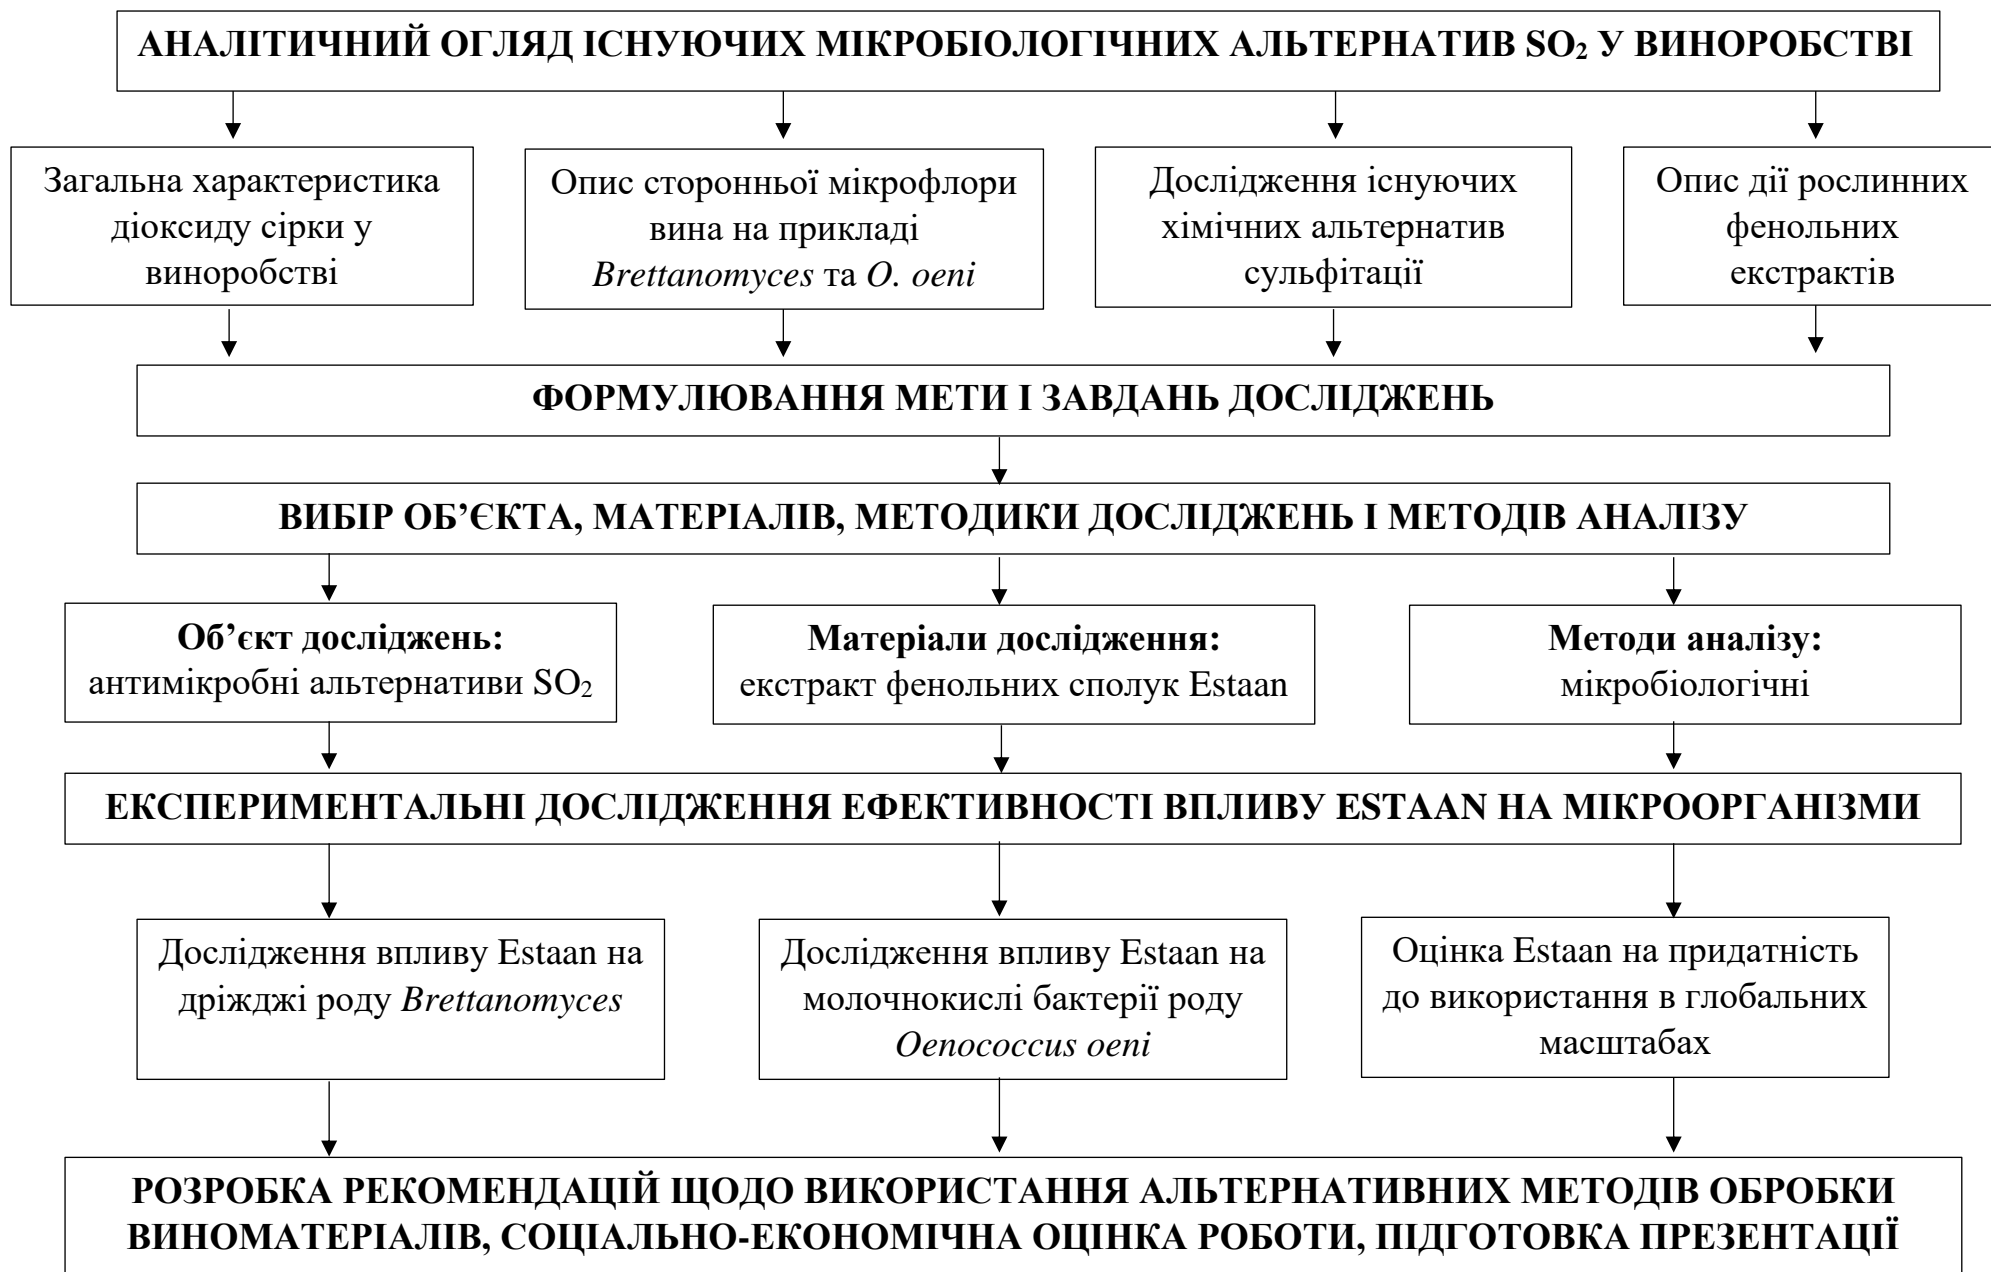 АНАЛІТИЧНИЙ ОГЛЯД ІСНУЮЧИХ МІКРОБІОЛОГІЧНИХ АЛЬТЕРНАТИВ SO₂ У ВИНОРОБСТВІ
Загальна характеристика
діоксиду сірки у
виноробстві
Опис сторонньої мікрофлори
вина на прикладі
Brettanomyces та O. oeni
Дослідження існуючих
хімічних альтернатив
сульфітації
Опис дії рослинних
фенольних
екстрактів
ФОРМУЛЮВАННЯ МЕТИ І ЗАВДАНЬ ДОСЛІДЖЕНЬ
ВИБІР ОБ’ЄКТА, МАТЕРІАЛІВ, МЕТОДИКИ ДОСЛІДЖЕНЬ І МЕТОДІВ АНАЛІЗУ
Об’єкт досліджень:
антимікробні альтернативи SO₂
Матеріали дослідження:
екстракт фенольних сполук Estaan
Методи аналізу:
мікробіологічні
ЕКСПЕРИМЕНТАЛЬНІ ДОСЛІДЖЕННЯ ЕФЕКТИВНОСТІ ВПЛИВУ ESTAAN НА МІКРООРГАНІЗМИ
Дослідження впливу Estaan на
дріжджі роду Brettanomyces
Дослідження впливу Estaan на
молочнокислі бактерії роду
Oenococcus oeni
Оцінка Estaan на придатність
до використання в глобальних
масштабах
РОЗРОБКА РЕКОМЕНДАЦІЙ ЩОДО ВИКОРИСТАННЯ АЛЬТЕРНАТИВНИХ МЕТОДІВ ОБРОБКИ
ВИНОМАТЕРІАЛІВ, СОЦІАЛЬНО-ЕКОНОМІЧНА ОЦІНКА РОБОТИ, ПІДГОТОВКА ПРЕЗЕНТАЦІЇ